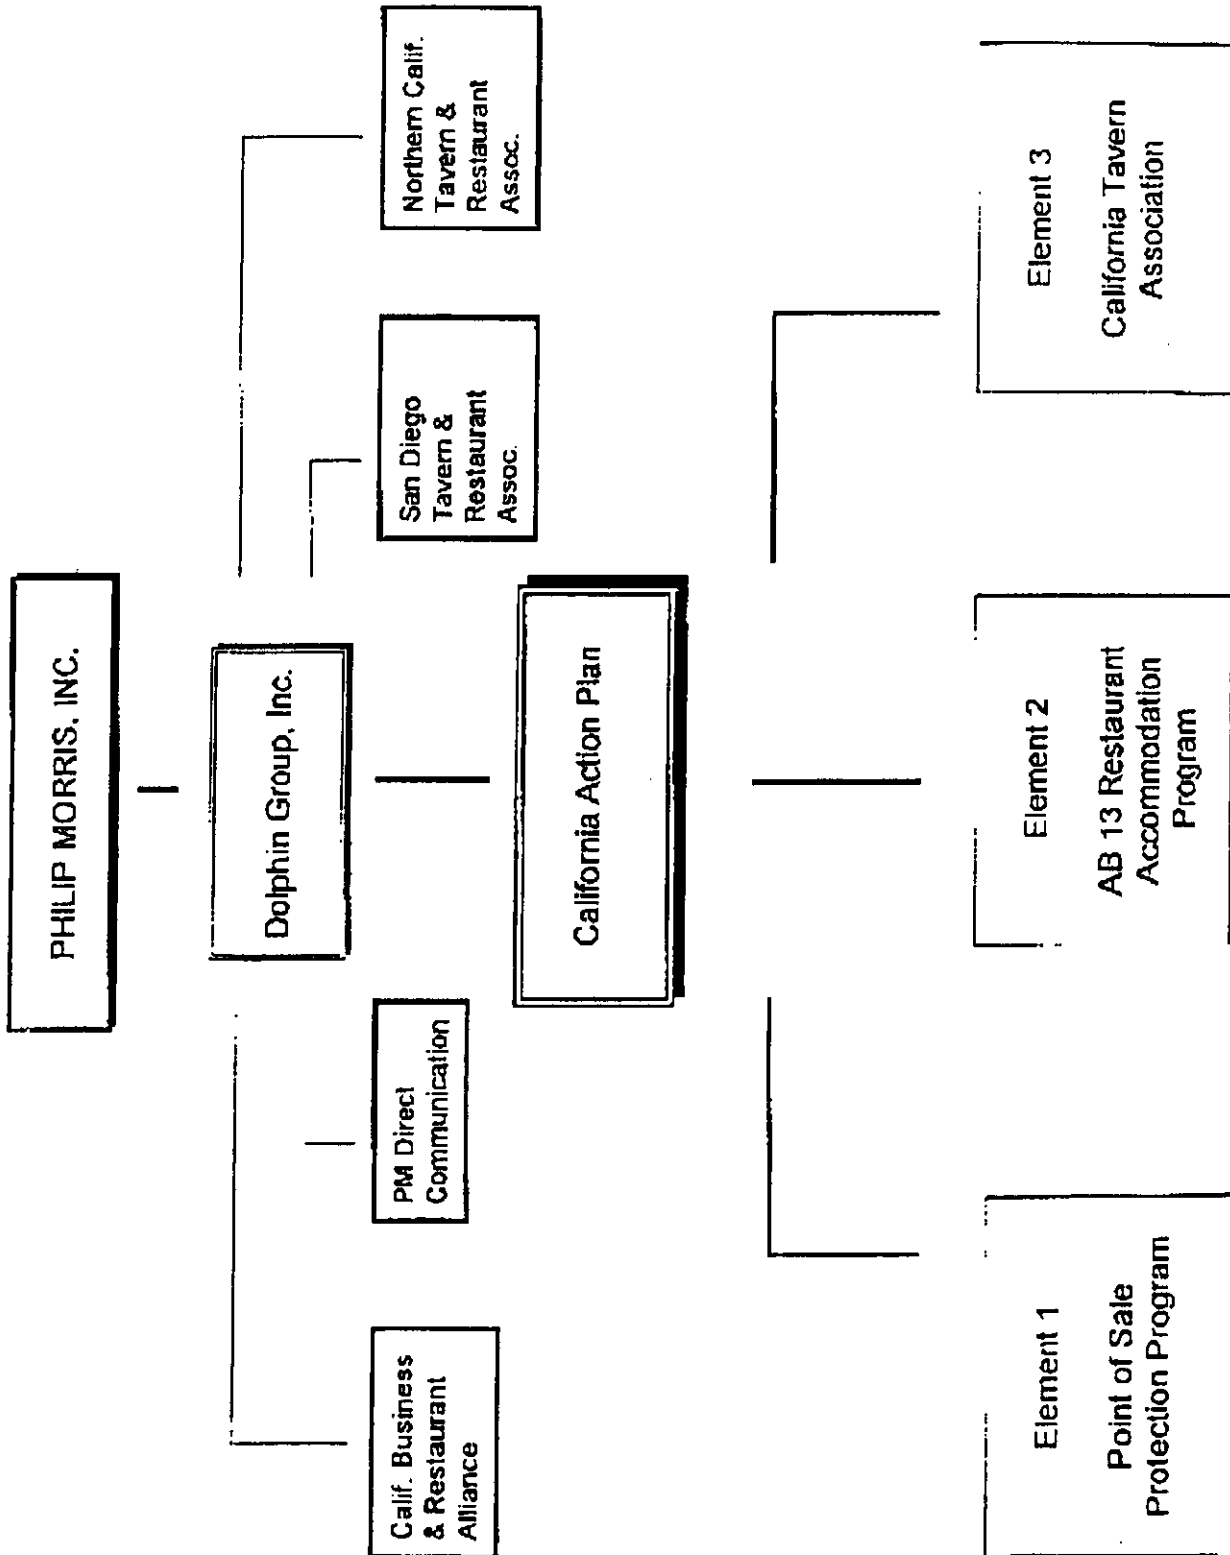 PHILIP MORRIS, INC.
Dolphin Group, Inc.
Calif. Business
& Restaurant
Alliance
PM Direct
Communication
San Diego
Tavern &
Restaurant
Assoc.
Northern Calif.
Tavern &
Restaurant
Assoc.
California Action Plan
Element 1
Point of Sale
Protection Program
Element 2
AB 13 Restaurant
Accommodation
Program
Element 3
California Tavern
Association